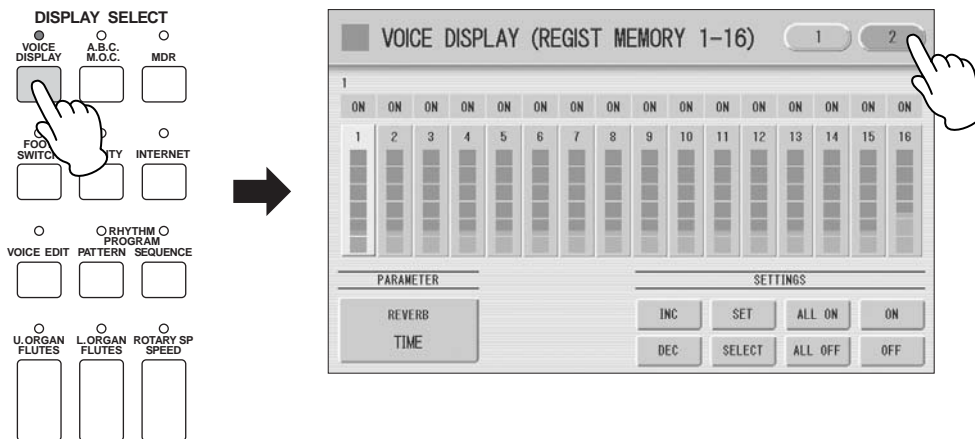 DISPLAY SELECT
VOICE DISPLAY
A.B.C. M.O.C.
MDR
INTERNET
VOICE EDIT
RHYTHM PROGRAM
PATTERN SEQUENCE
U.ORGAN FLUTES
L.ORGAN FLUTES
ROTARY SP SPEED
VOICE DISPLAY (REGIST MEMORY 1-16) 1 2
1
ON ON ON ON ON ON ON ON ON ON ON ON ON ON ON ON
1 2 3 4 5 6 7 8 9 10 11 12 13 14 15 16
PARAMETER
SETTINGS
REVERB
TIME
INC SET ALL ON ON
DEC SELECT ALL OFF OFF